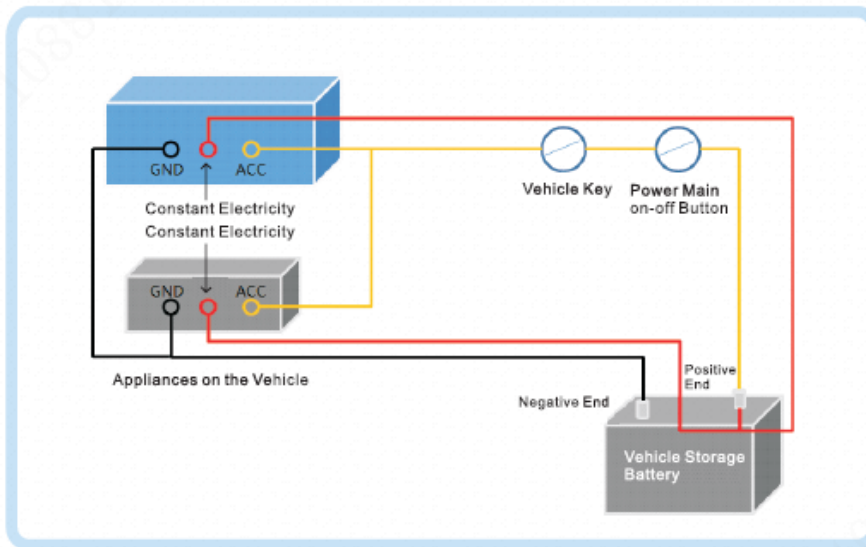 GND
ACC
Constant Electricity
Constant Electricity
GND
ACC
Appliances on the Vehicle
Vehicle Key
Power Main
on-off Button
Negative End
Positive
End
Vehicle Storage
Battery